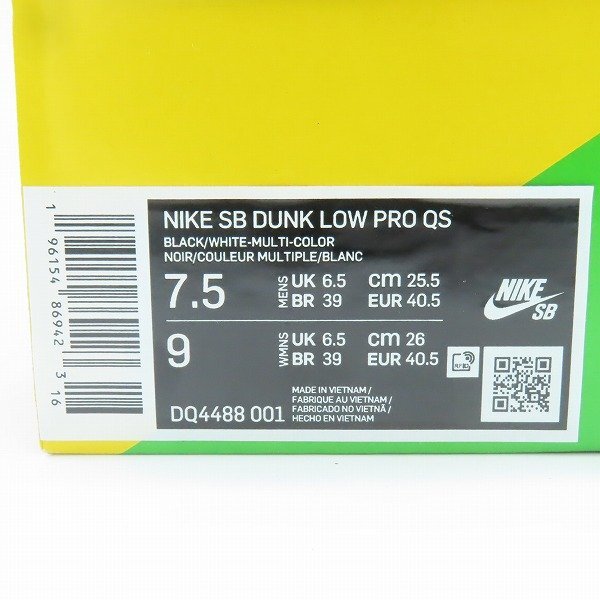 NIKE SB DUNK LOW PRO QS
BLACK/WHITE-MULTI-COLOR
NOIR/COULEUR MULTIPLE/BLANC
7.5 MENS UK 6.5 cm 25.5
BR 39 EUR 40.5
9 WMNS UK 6.5 cm 26
BR 39 EUR 40.5
NIKE
SB
RFID
DQ4488 001
MADE IN VIETNAM /
FABRIQUE AU VIETNAM /
FABRICADO NO VIETNÃ /
HECHO EN VIETNAM
1 96154 86942 3 16